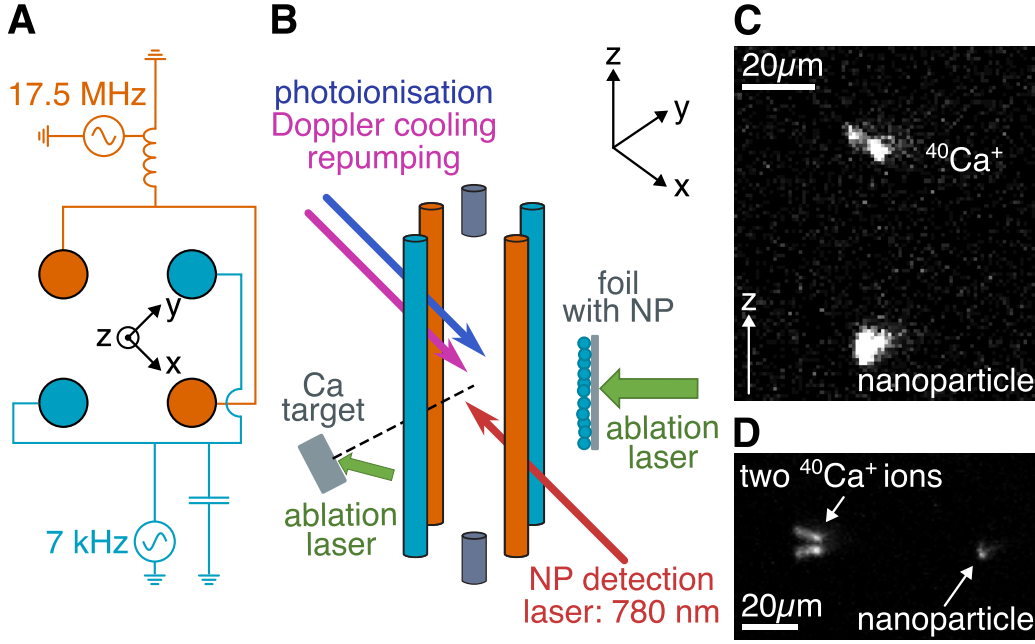 A
17.5 MHz
y
z
x
7 kHz
B
photoionisation
Doppler cooling
repumping
z
y
x
foil
with NP
Ca
target
ablation
laser
ablation
laser
NP detection
laser: 780 nm
C
20μm
⁴⁰Ca⁺
z
nanoparticle
D
two ⁴⁰Ca⁺ ions
20μm
nanoparticle